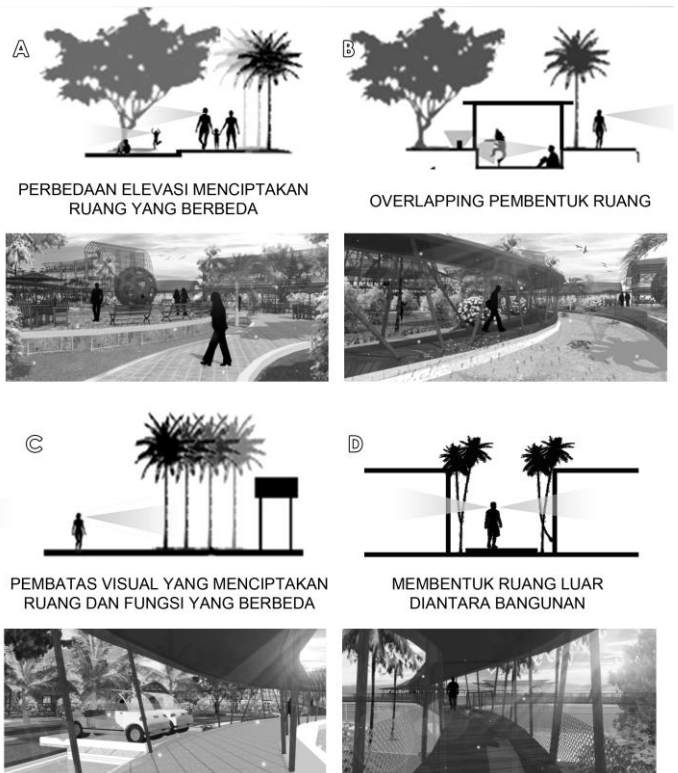 A
B
PERBEDAAN ELEVASI MENCIPTAKAN
RUANG YANG BERBEDA
OVERLAPPING PEMBENTUK RUANG
C
D
PEMBATAS VISUAL YANG MENCIPTAKAN
RUANG DAN FUNGSI YANG BERBEDA
MEMBENTUK RUANG LUAR
DIANTARA BANGUNAN